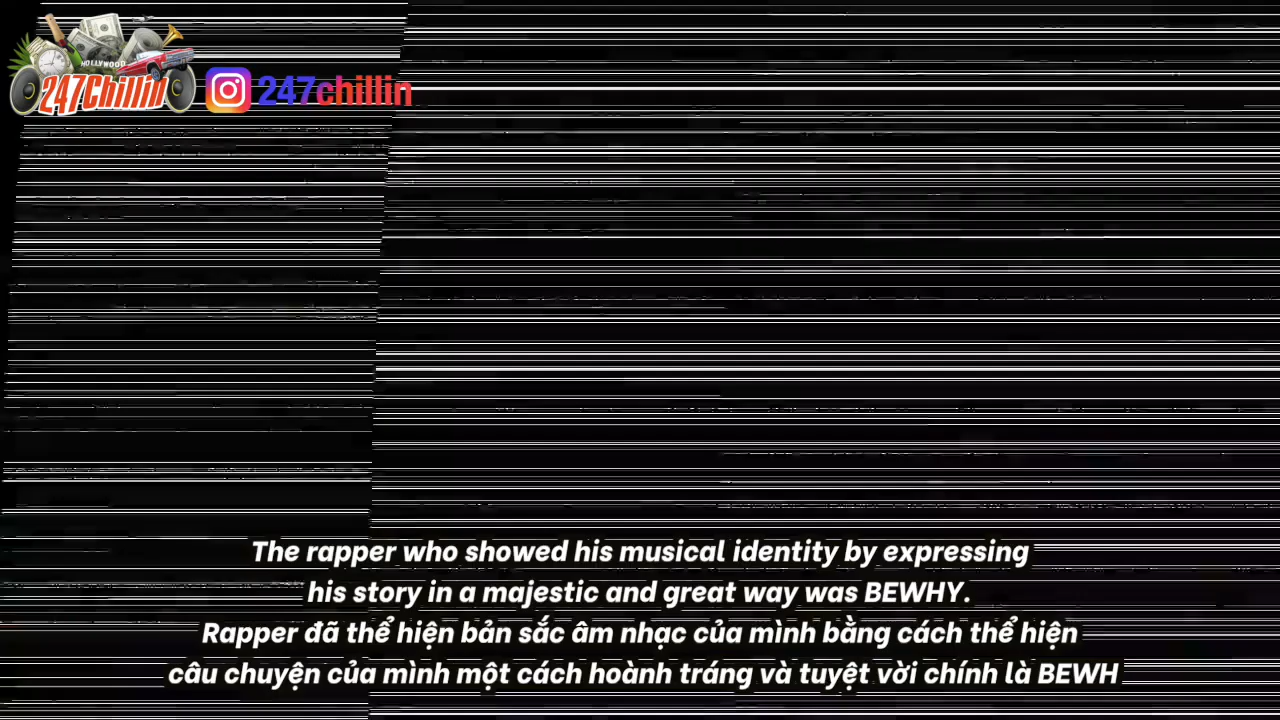 HOLLYWOOD
247Chillin
247chillin
The rapper who showed his musical identity by expressing
his story in a majestic and great way was BEWHY.
Rapper đã thể hiện bản sắc âm nhạc của mình bằng cách thể hiện
câu chuyện của mình một cách hoành tráng và tuyệt vời chính là BEWH